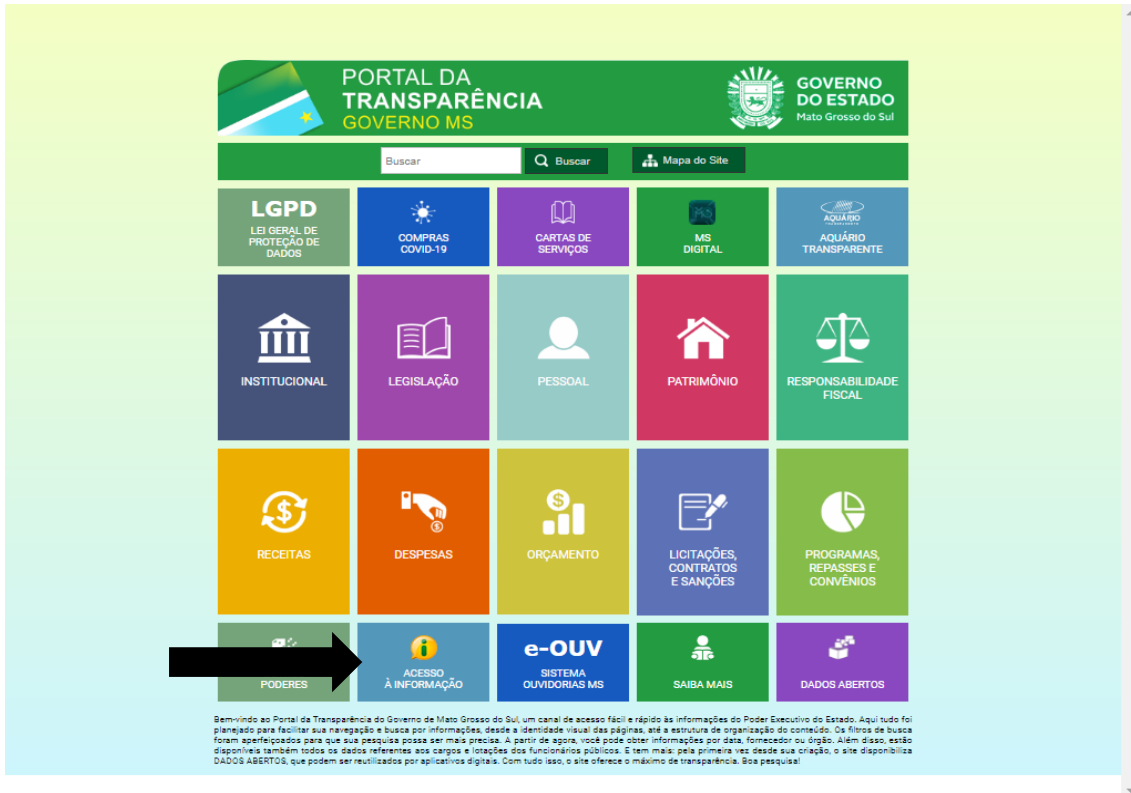 PORTAL DA
TRANSPARÊNCIA
GOVERNO MS
GOVERNO
DO ESTADO
Mato Grosso do Sul
Buscar
Buscar
Mapa do Site
LGPD
LEI GERAL DE
PROTEÇÃO DE
DADOS
COMPRAS
COVID-19
CARTAS DE
SERVIÇOS
MS
MS
DIGITAL
AQUÁRIO
AQUÁRIO
TRANSPARENTE
INSTITUCIONAL
LEGISLAÇÃO
PESSOAL
PATRIMÔNIO
RESPONSABILIDADE
FISCAL
RECEITAS
DESPESAS
ORÇAMENTO
LICITAÇÕES,
CONTRATOS
E SANÇÕES
PROGRAMAS,
REPASSES E
CONVÊNIOS
PODERES
ACESSO
À INFORMAÇÃO
e-OUV
SISTEMA
OUVIDORIAS MS
SAIBA MAIS
DADOS ABERTOS
Bem-vindo ao Portal da Transparência do Governo de Mato Grosso do Sul, um canal de acesso fácil e rápido às informações do Poder Executivo do Estado. Aqui tudo foi
planejado para facilitar sua navegação e busca por informações, desde a identidade visual das páginas, até a estrutura de organização do conteúdo. Os filtros de busca
foram aperfeiçoados para que sua pesquisa possa ser mais precisa. A partir de agora, você pode obter informações por data, fornecedor ou órgão. Além disso, estão
disponíveis também todos os dados referentes aos cargos e lotações dos funcionários públicos. E tem mais: pela primeira vez desde sua criação, o site disponibiliza
DADOS ABERTOS, que podem ser reutilizados por aplicativos digitais. Com tudo isso, o site oferece o máximo de transparência. Boa pesquisa!